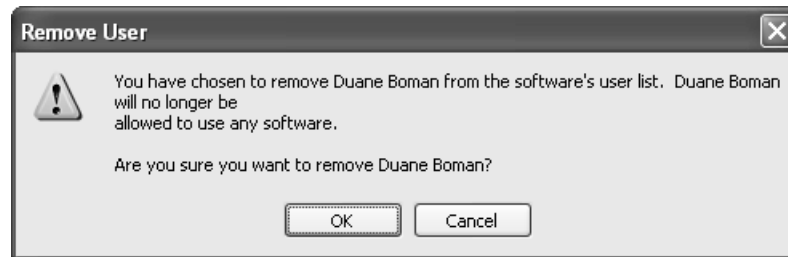 Remove User
You have chosen to remove Duane Boman from the software's user list.  Duane Boman
will no longer be
allowed to use any software.
Are you sure you want to remove Duane Boman?
OK Cancel